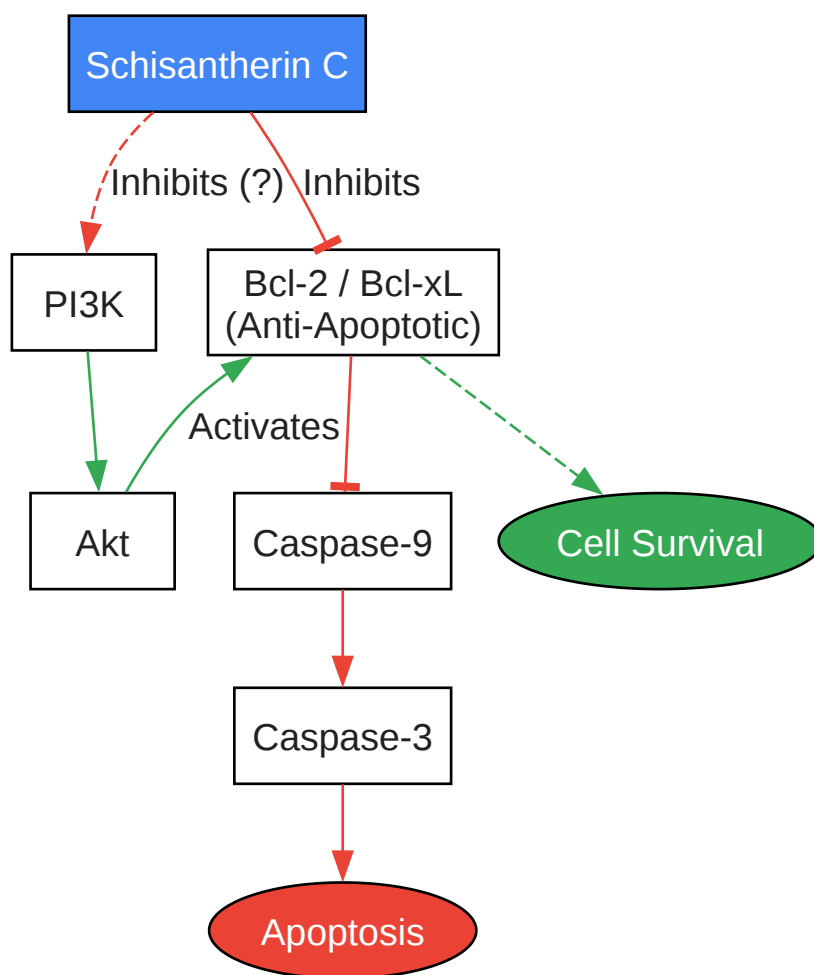 Schisantherin C
Inhibits (?)
Inhibits
PI3K
Bcl-2 / Bcl-xL
(Anti-Apoptotic)
Activates
Akt
Caspase-9
Cell Survival
Caspase-3
Apoptosis